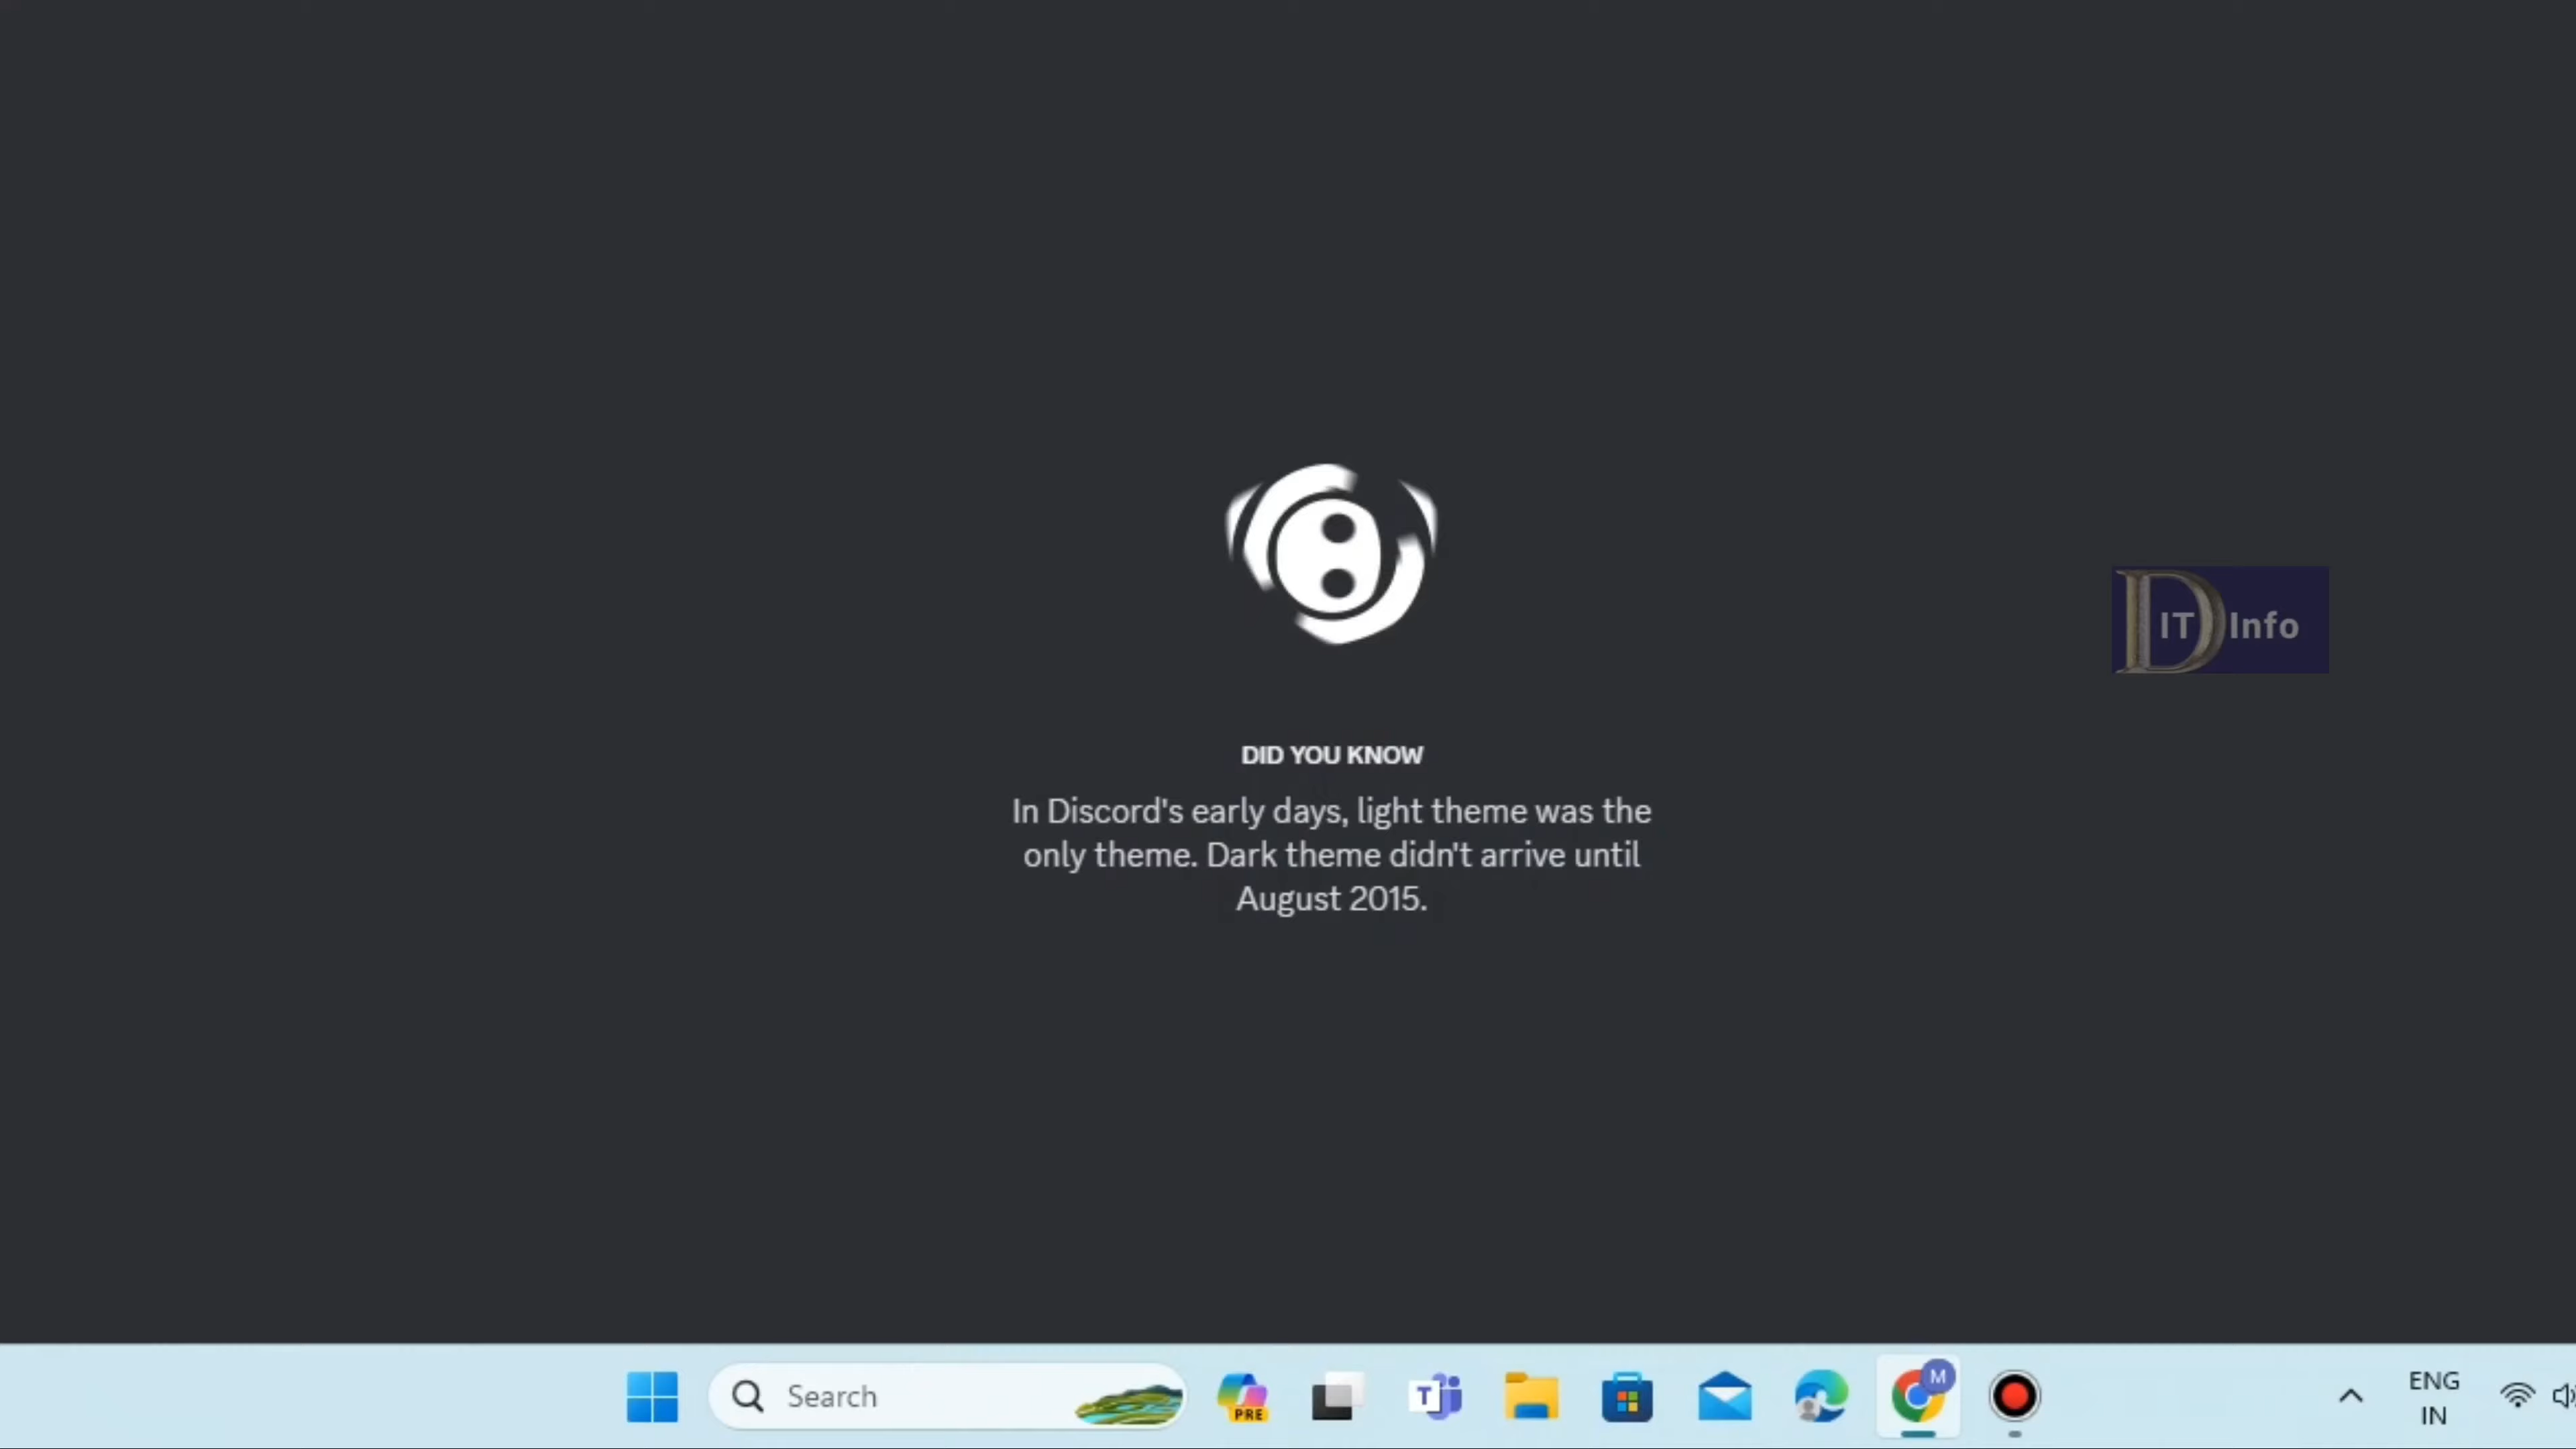 D IT Info
DID YOU KNOW
In Discord's early days, light theme was the
only theme. Dark theme didn't arrive until
August 2015.
Search
PRE
T
M
ENG
IN